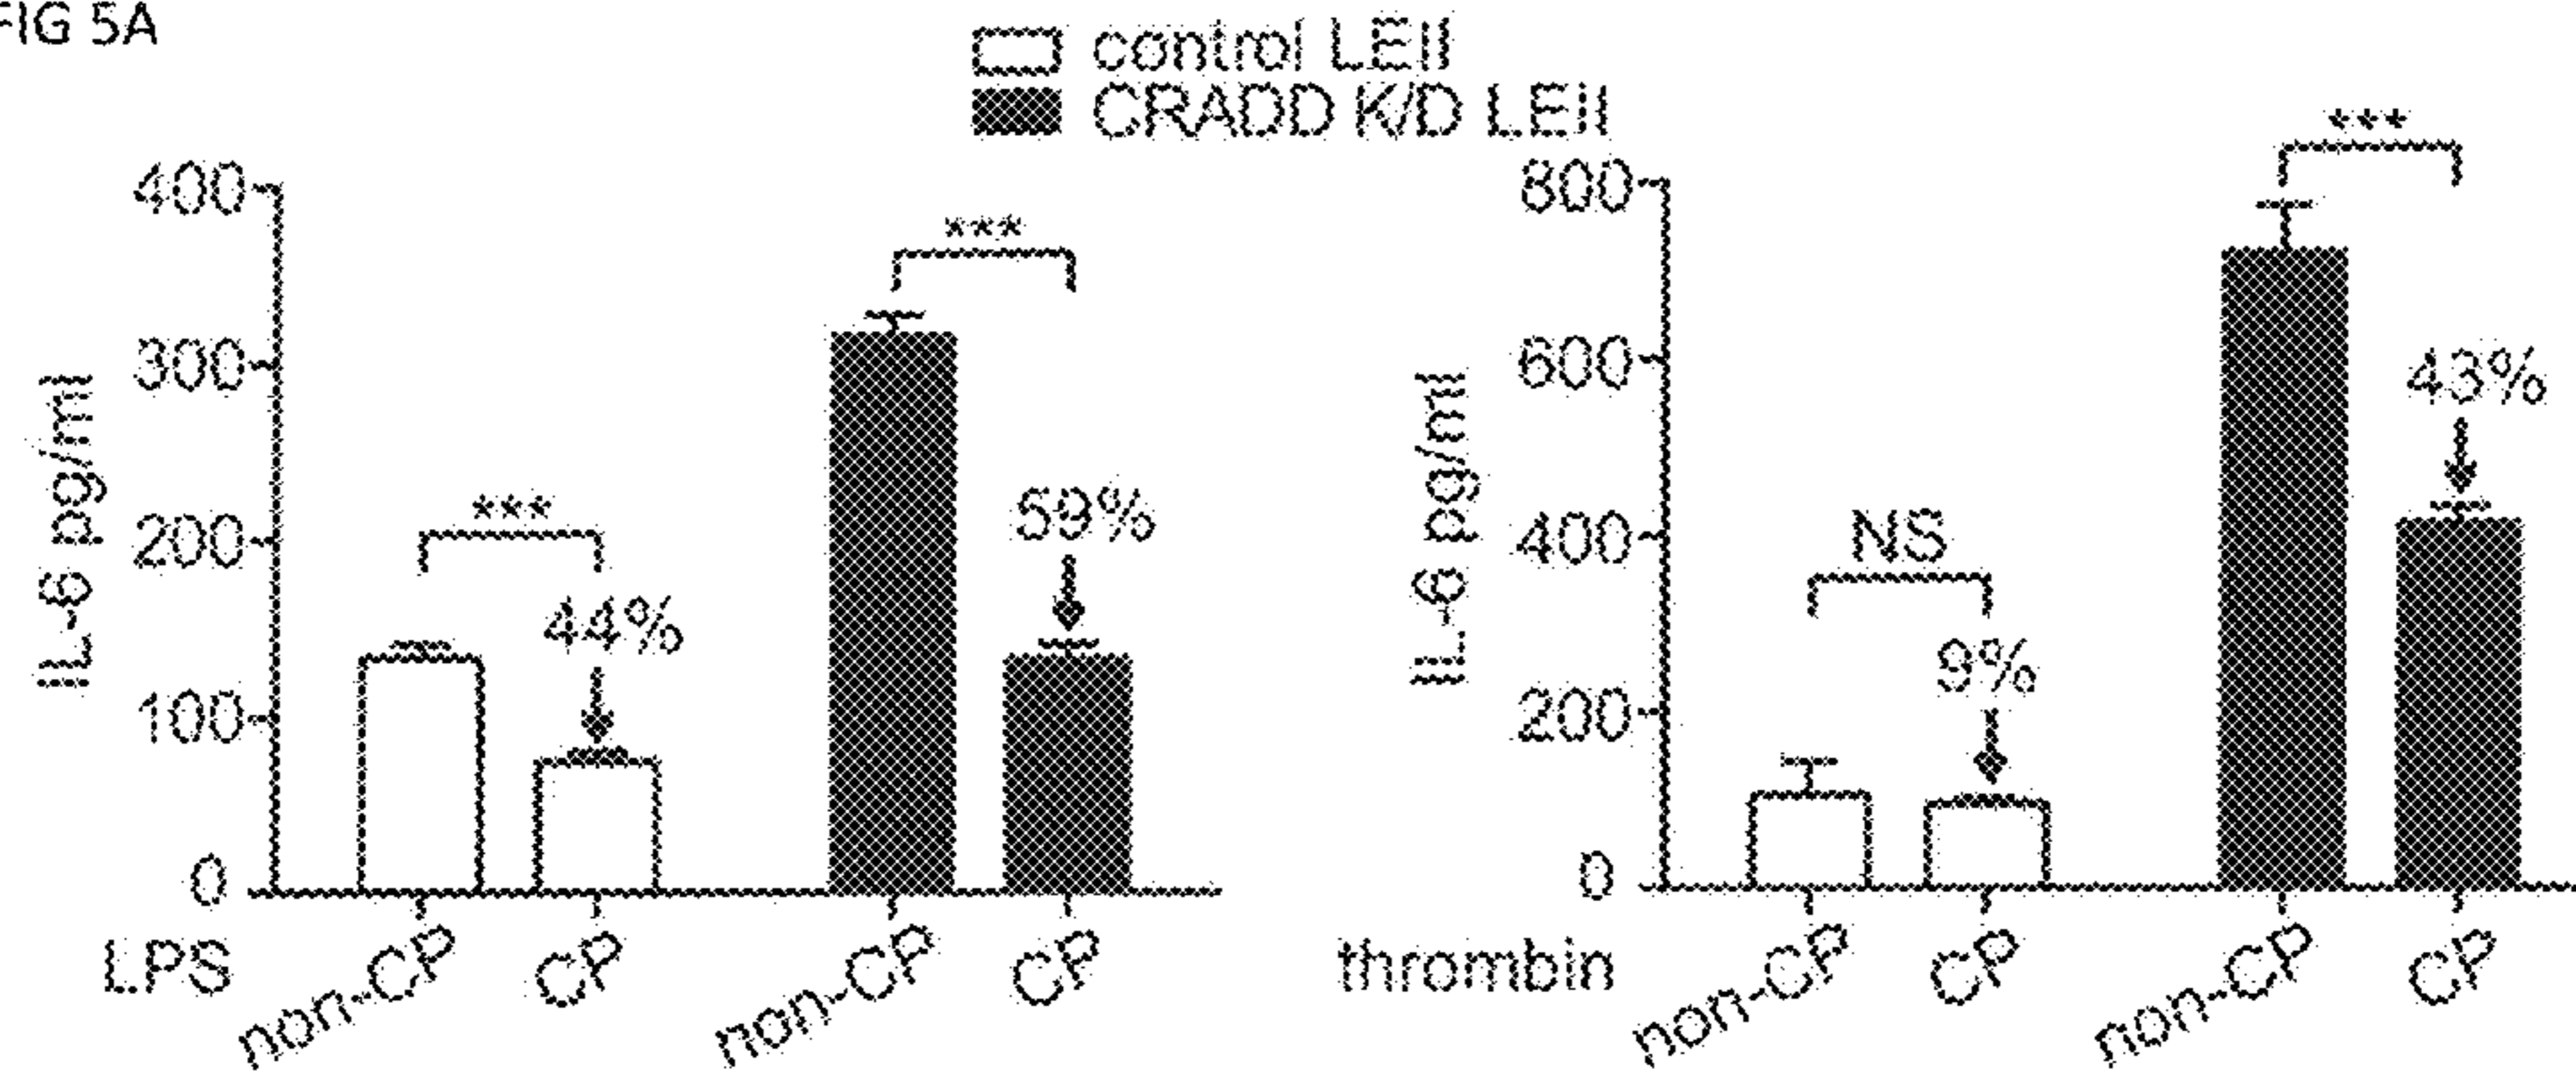 FIG 5A
control LEII
CRADD K/D LEII
400
300
200
100
0
IL-6 pg/ml
***
44%
***
59%
LPS
non-CP
CP
non-CP
CP
800
600
400
200
0
IL-6 pg/ml
NS
9%
***
43%
thrombin
non-CP
CP
non-CP
CP